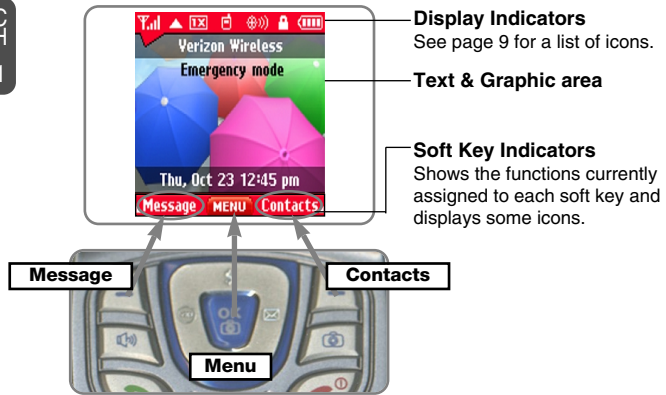 C
H
1
1X
Verizon Wireless
Emergency mode
Thu, Oct 23 12:45 pm
Message MENU Contacts
Display Indicators
See page 9 for a list of icons.
Text & Graphic area
Soft Key Indicators
Shows the functions currently
assigned to each soft key and
displays some icons.
Message
Contacts
OK
Menu